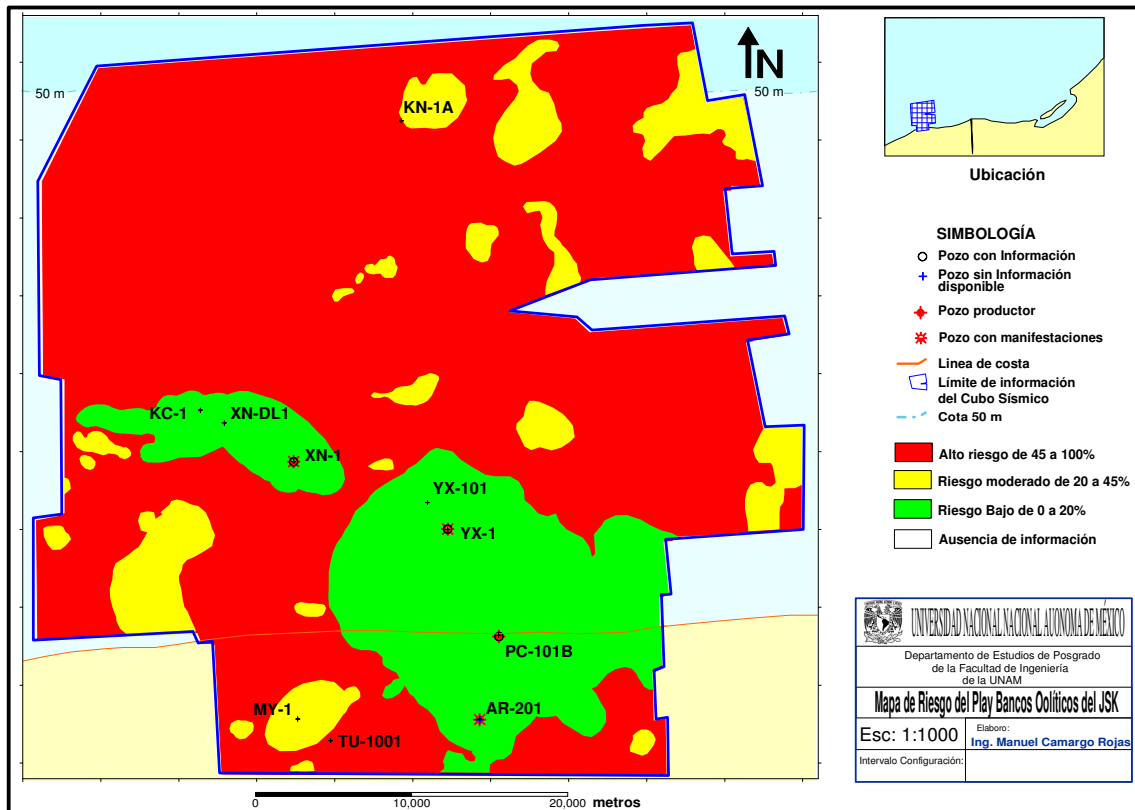 50 m
50 m
N
KN-1A
KC-1
XN-DL1
XN-1
YX-101
YX-1
PC-101B
MY-1
AR-201
TU-1001
0
10,000
20,000
metros
Ubicación
SIMBOLOGÍA
Pozo con Información
Pozo sin Información
disponible
Pozo productor
Pozo con manifestaciones
Linea de costa
Límite de información
del Cubo Sísmico
Cota 50 m
Alto riesgo de 45 a 100%
Riesgo moderado de 20 a 45%
Riesgo Bajo de 0 a 20%
Ausencia de información
UNIVERSIDAD NACIONAL NACIONAL AUONOMA DE MÉXICO
Departamento de Estudios de Posgrado
de la Facultad de Ingeniería
de la UNAM
Mapa de Riesgo del Play Bancos Oolíticos del JSK
Esc: 1:1000
Elaboro:
Ing. Manuel Camargo Rojas
Intervalo Configuración: